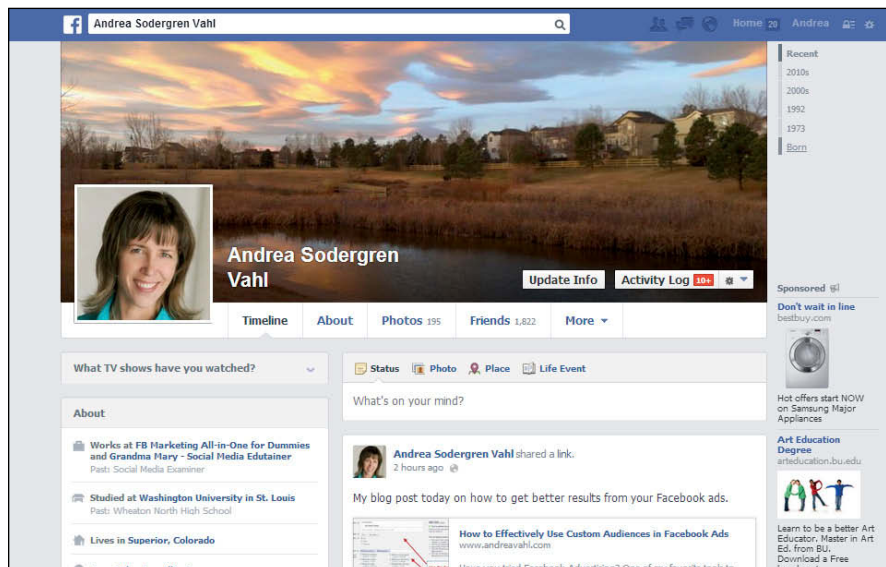 f
Andrea Sodergren Vahl
Home 20 Andrea
Recent
2010s
2000s
1992
1973
Born
Andrea Sodergren
Vahl
Update Info
Activity Log 10+
Timeline About Photos 195 Friends 1,822 More
What TV shows have you watched?
About
Works at FB Marketing All-in-One for Dummies
and Grandma Mary - Social Media Edutainer
Past: Social Media Examiner
Studied at Washington University in St. Louis
Past: Wheaton North High School
Lives in Superior, Colorado
Status Photo Place Life Event
What's on your mind?
Andrea Sodergren Vahl shared a link.
2 hours ago
My blog post today on how to get better results from your Facebook ads.
How to Effectively Use Custom Audiences in Facebook Ads
www.andreavahl.com
Sponsored
Don't wait in line
bestbuy.com
Hot offers start NOW
on Samsung Major
Appliances
Art Education
Degree
arteducation.bu.edu
ART
Learn to be a better Art
Educator. Master in Art
Ed. from BU.
Download a Free